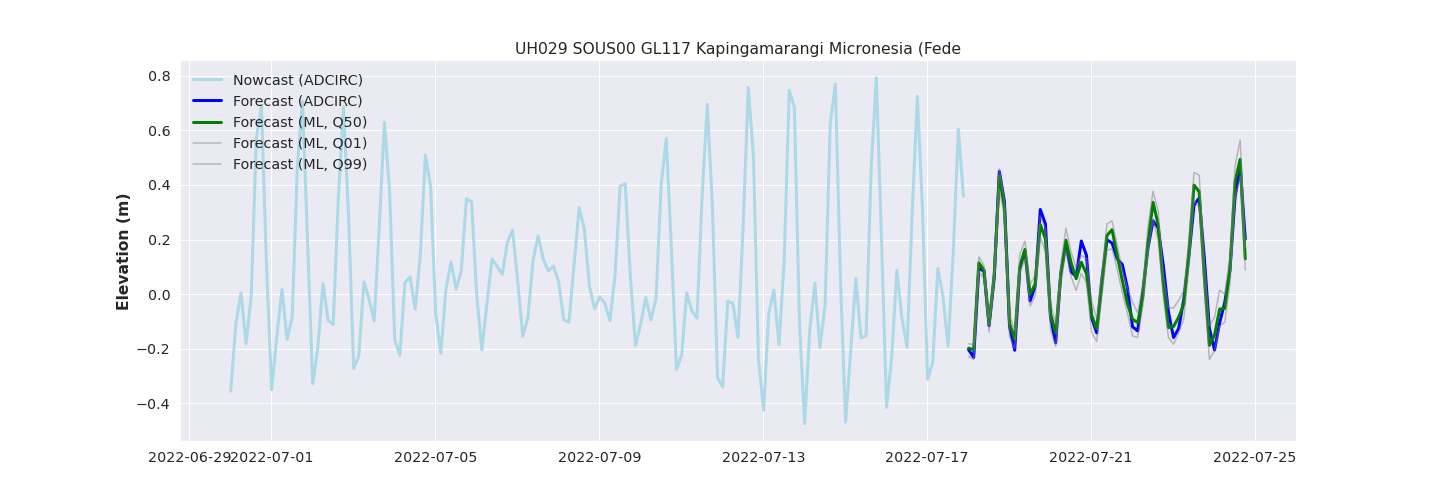 UH029 SOUS00 GL117 Kapingamarangi Micronesia (Fede
Nowcast (ADCIRC)
Forecast (ADCIRC)
Forecast (ML, Q50)
Forecast (ML, Q01)
Forecast (ML, Q99)
Elevation (m)
0.8
0.6
0.4
0.2
0.0
−0.2
−0.4
2022-06-29 2022-07-01 2022-07-05 2022-07-09 2022-07-13 2022-07-17 2022-07-21 2022-07-25